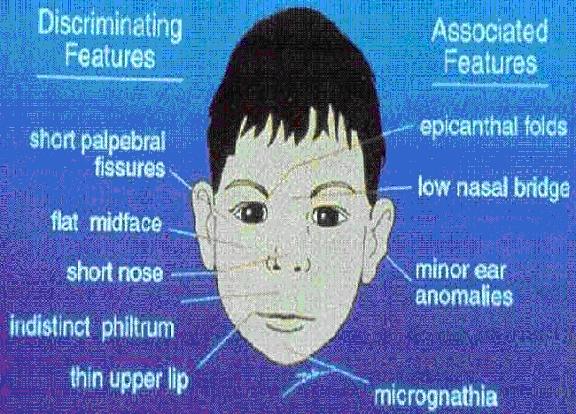 Discriminating
Features
Associated
Features
short palpebral
fissures
flat midface
short nose
indistinct philtrum
thin upper lip
epicanthal folds
low nasal bridge
minor ear
anomalies
micrognathia